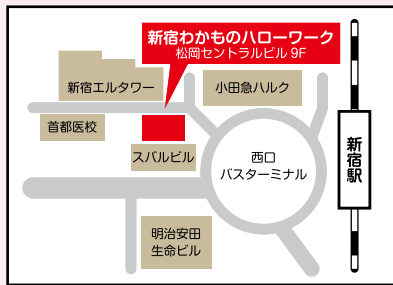 新宿わかものハローワーク
松岡セントラルビル9F
新宿エルタワー
小田急ハルク
首都医校
スバルビル
西口
バスターミナル
新宿駅
明治安田
生命ビル